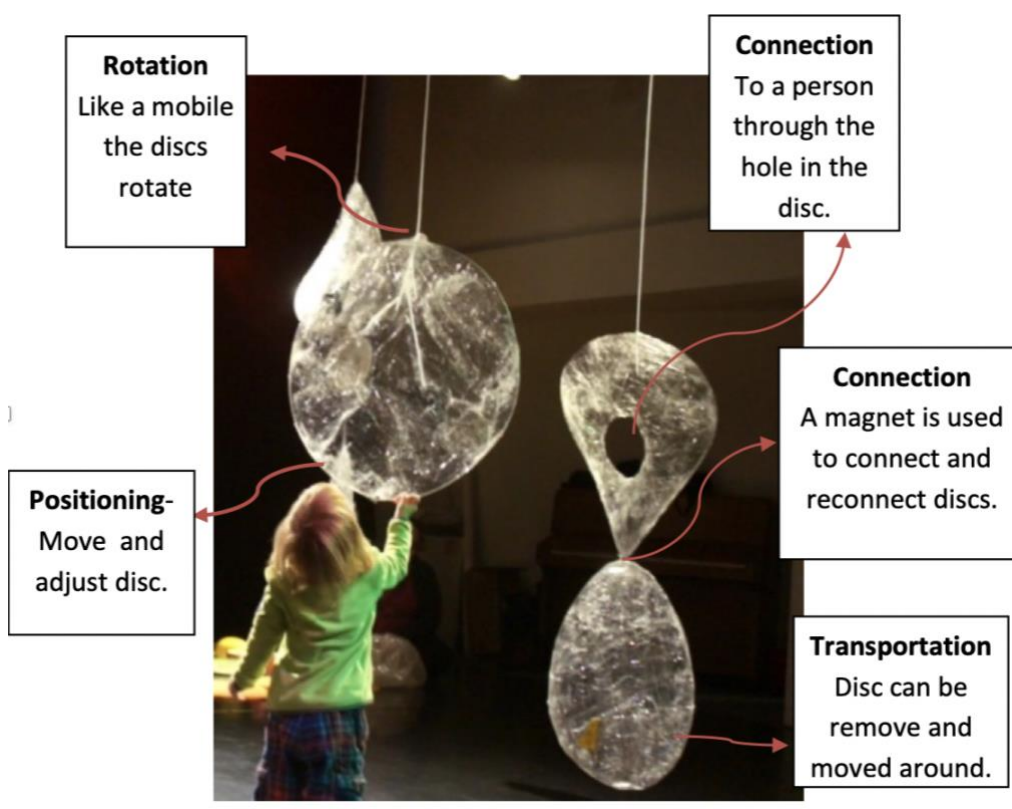 Rotation
Like a mobile
the discs
rotate
Connection
To a person
through the
hole in the
disc.
Connection
A magnet is used
to connect and
reconnect discs.
Positioning-
Move and
adjust disc.
Transportation
Disc can be
remove and
moved around.